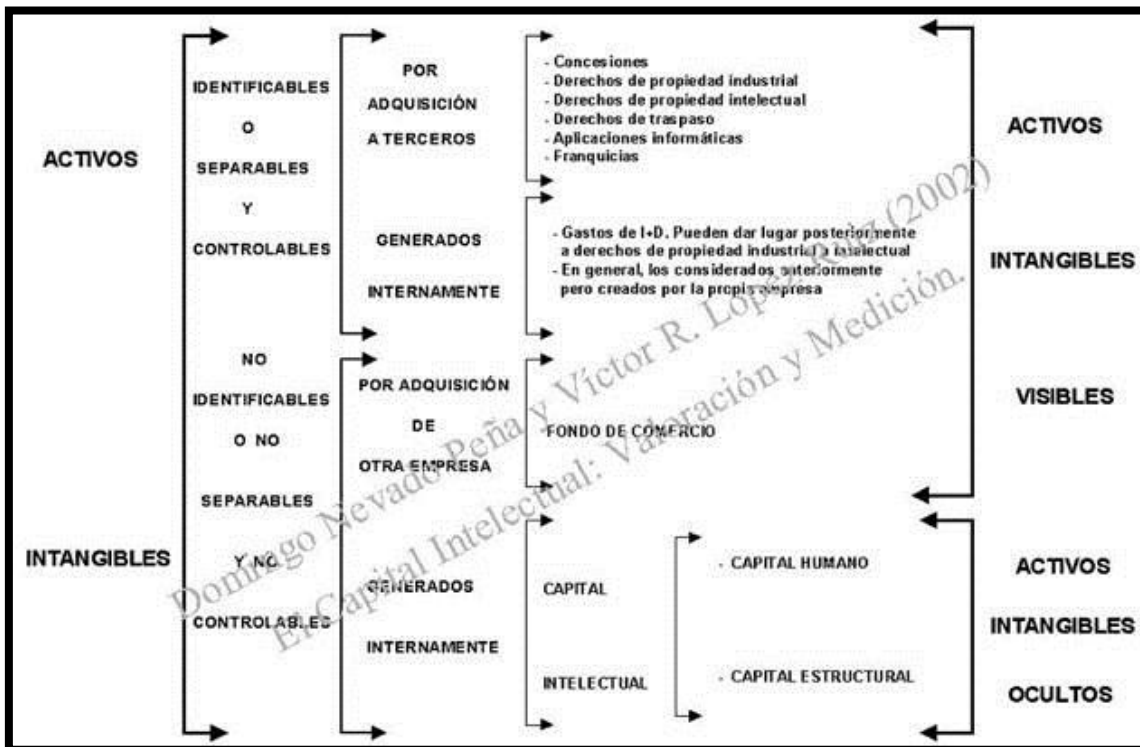 ACTIVOS
INTANGIBLES
IDENTIFICABLES
O
SEPARABLES
Y
CONTROLABLES
NO
IDENTIFICABLES
O NO
SEPARABLES
Y NO
CONTROLABLES
POR
ADQUISICIÓN
A TERCEROS
GENERADOS
INTERNAMENTE
POR ADQUISICIÓN
DE
OTRA EMPRESA
GENERADOS
INTERNAMENTE
- Concesiones
- Derechos de propiedad industrial
- Derechos de propiedad intelectual
- Derechos de traspaso
- Aplicaciones informáticas
- Franquicias
- Gastos de I+D. Pueden dar lugar posteriormente
a derechos de propiedad industrial o intelectual
- En general, los considerados anteriormente
pero creados por la propia empresa
FONDO DE COMERCIO
CAPITAL
INTELECTUAL
- CAPITAL HUMANO
- CAPITAL ESTRUCTURAL
ACTIVOS
INTANGIBLES
VISIBLES
ACTIVOS
INTANGIBLES
OCULTOS
Domingo Nevado Peña y Víctor R. López Ruiz (2002)
El Capital Intelectual: Valoración y Medición.